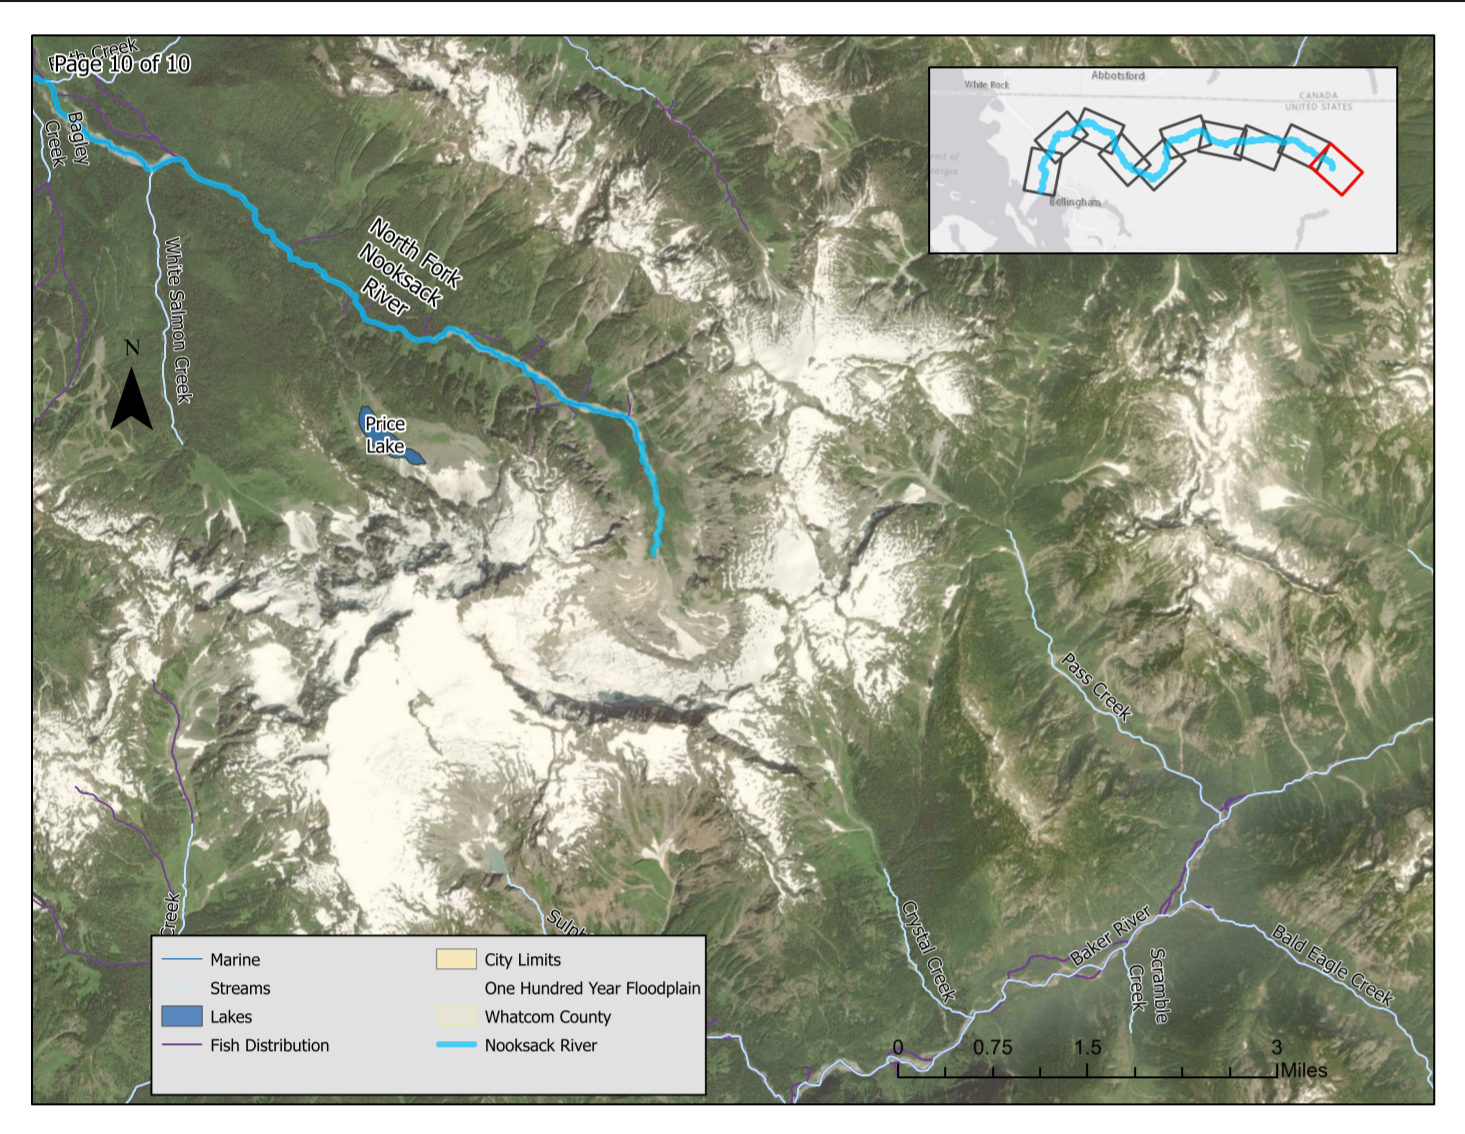 Creek
Page 10 of 10
Bagley
Creek
White Salmon Creek
North Fork
Nooksack
River
N
Price
Lake
White Rock
Abbotsford
CANADA
UNITED STATES
Bellingham
Pass Creek
Creek
Crystal Creek
Baker River
Scramble
Creek
Bald Eagle Creek
Marine
Streams
Lakes
Fish Distribution
City Limits
One Hundred Year Floodplain
Whatcom County
Nooksack River
0 0.75 1.5 3
Miles